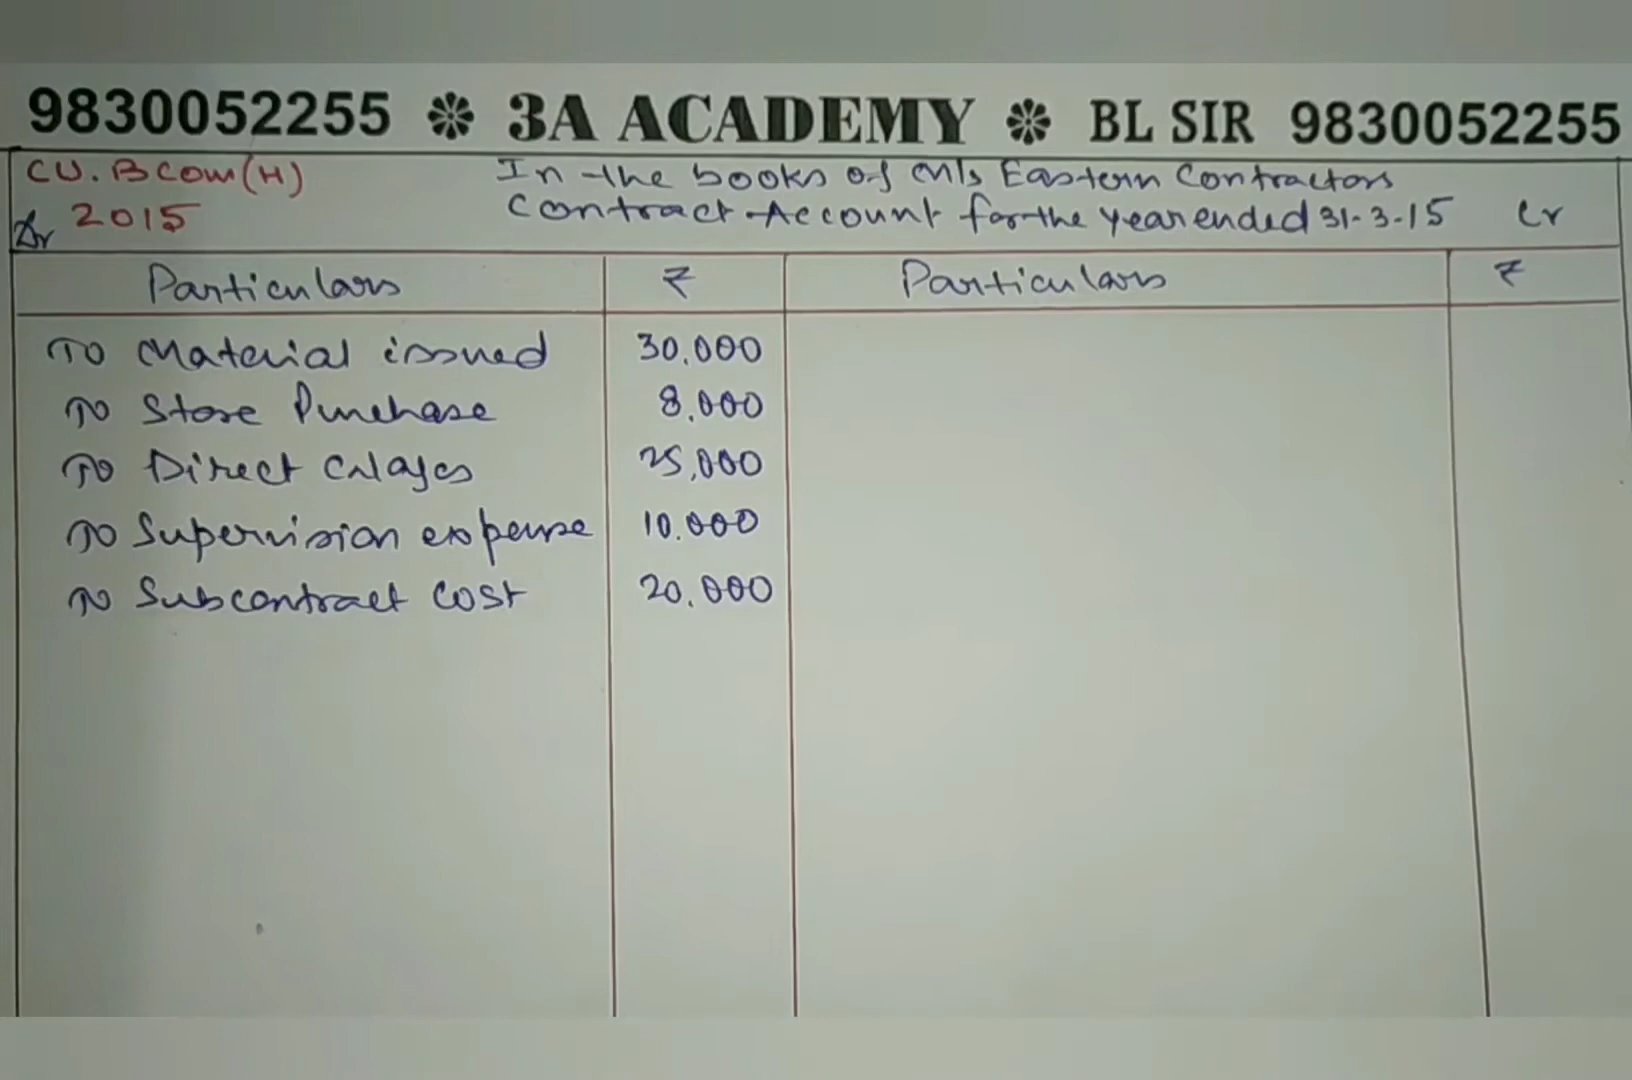 9830052255 ❋ 3A ACADEMY ❋ BL SIR 9830052255
CU. BCOM(H) In the books of M/s Eastern Contractors
Dr 2015 Contract Account for the year ended 31-3-15 Cr
Particulars ₹ Particulars ₹
To Material issued 30,000
To Store Purchase 8,000
To Direct Wages 25,000
To Supervision expense 10,000
To Subcontract Cost 20,000